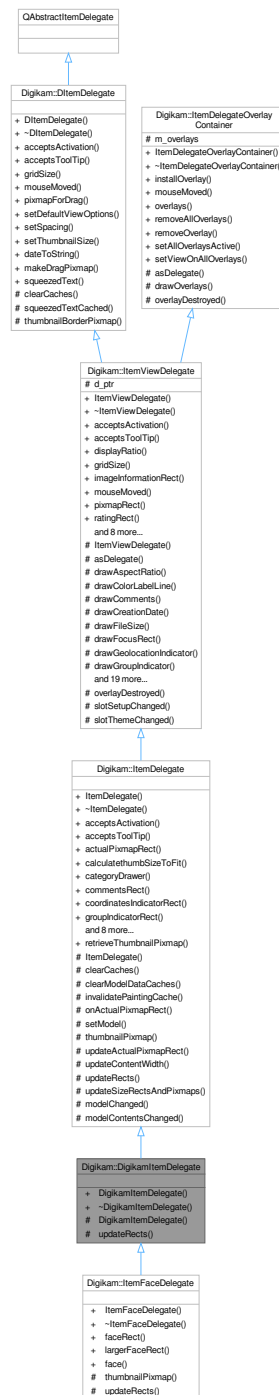 QAbstractItemDelegate
Digikam::DItemDelegate
+ DItemDelegate()
+ ~DItemDelegate()
+ acceptsActivation()
+ acceptsToolTip()
+ gridSize()
+ mouseMoved()
+ pixmapForDrag()
+ setDefaultViewOptions()
+ setSpacing()
+ setThumbnailSize()
+ dateToString()
+ makeDragPixmap()
+ squeezedText()
# clearCaches()
# squeezedTextCached()
# thumbnailBorderPixmap()
Digikam::ItemDelegateOverlay
Container
# m_overlays
+ ItemDelegateOverlayContainer()
+ ~ItemDelegateOverlayContainer()
+ installOverlay()
+ mouseMoved()
+ overlays()
+ removeAllOverlays()
+ removeOverlay()
+ setAllOverlaysActive()
+ setViewOnAllOverlays()
# asDelegate()
# drawOverlays()
# overlayDestroyed()
Digikam::ItemViewDelegate
# d_ptr
+ ItemViewDelegate()
+ ~ItemViewDelegate()
+ acceptsActivation()
+ acceptsToolTip()
+ displayRatio()
+ gridSize()
+ imageInformationRect()
+ mouseMoved()
+ pixmapRect()
+ ratingRect()
and 8 more...
# ItemViewDelegate()
# asDelegate()
# drawAspectRatio()
# drawColorLabelLine()
# drawComments()
# drawCreationDate()
# drawFileSize()
# drawFocusRect()
# drawGeolocationIndicator()
# drawGroupIndicator()
and 19 more...
# overlayDestroyed()
# slotSetupChanged()
# slotThemeChanged()
Digikam::ItemDelegate
+ ItemDelegate()
+ ~ItemDelegate()
+ acceptsActivation()
+ acceptsToolTip()
+ actualPixmapRect()
+ calculatethumbSizeToFit()
+ categoryDrawer()
+ commentsRect()
+ coordinatesIndicatorRect()
+ groupIndicatorRect()
and 8 more...
+ retrieveThumbnailPixmap()
# ItemDelegate()
# clearCaches()
# clearModelDataCaches()
# invalidatePaintingCache()
# onActualPixmapRect()
# setModel()
# thumbnailPixmap()
# updateActualPixmapRect()
# updateContentWidth()
# updateRects()
# updateSizeRectsAndPixmaps()
# modelChanged()
# modelContentsChanged()
Digikam::DigikamItemDelegate
+ DigikamItemDelegate()
+ ~DigikamItemDelegate()
# DigikamItemDelegate()
# updateRects()
Digikam::ItemFaceDelegate
+ ItemFaceDelegate()
+ ~ItemFaceDelegate()
+ faceRect()
+ largerFaceRect()
+ face()
# thumbnailPixmap()
# updateRects()